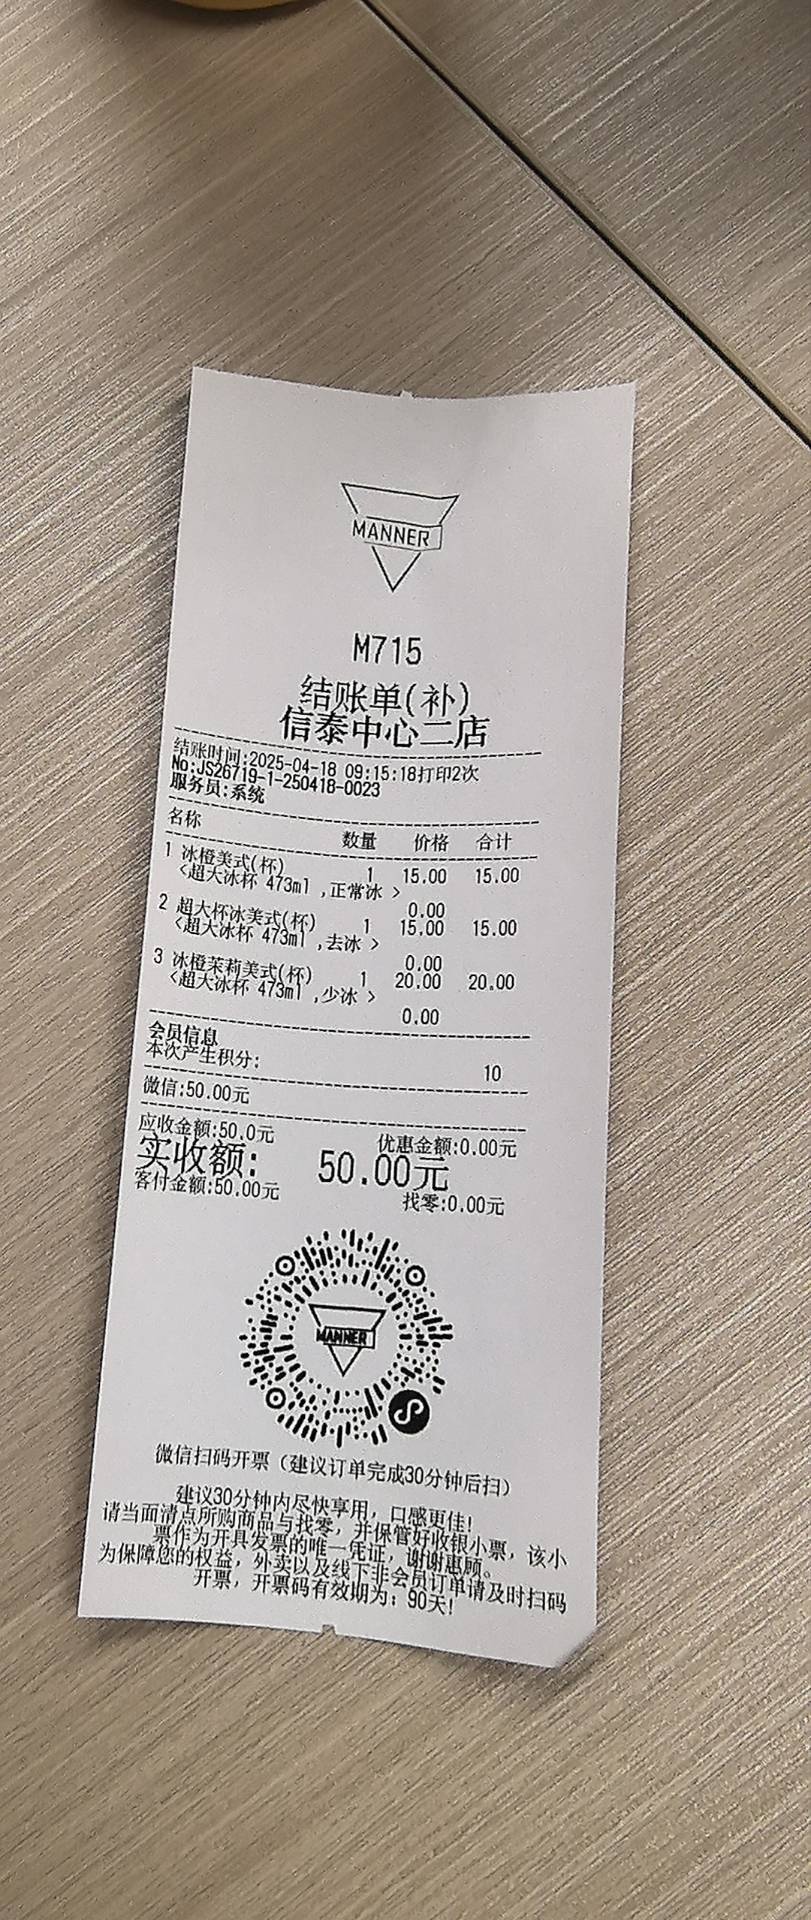 MANNER
M715
结账单(补)
信泰中心二店
结账时间:2025-04-18 09:15:18打印2次
No:JS26719-1-250418-0023
服务员:系统
名称 数量 价格 合计
1 冰橙美式(杯) 1 15.00 15.00
<超大冰杯 473ml ,正常冰 >
0.00
2 超大杯冰美式(杯) 1 15.00 15.00
<超大冰杯 473ml ,去冰 >
0.00
3 冰橙茉莉美式(杯) 1 20.00 20.00
<超大冰杯 473ml ,少冰 >
0.00
会员信息
本次产生积分: 10
微信:50.00元
应收金额:50.0元 优惠金额:0.00元
实收额: 50.00元
客付金额:50.00元 找零:0.00元
MANNER
微信扫码开票（建议订单完成30分钟后扫）
建议30分钟内尽快享用，口感更佳!
请当面清点所购商品与找零，并保管好收银小票，该小
票作为开具发票的唯一凭证，谢谢惠顾。
为保障您的权益，外卖以及线下非会员订单请及时扫码
开票，开票码有效期为：90天!